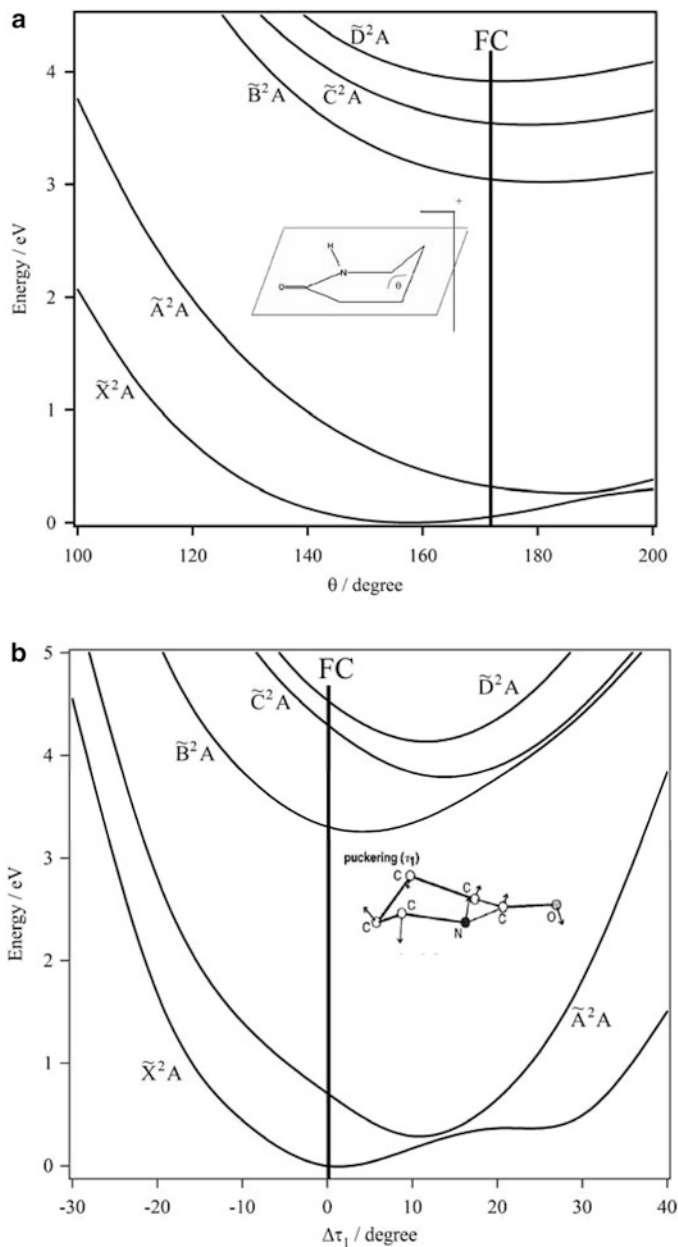 a
FC
D̃²A
C̃²A
B̃²A
Ã²A
X̃²A
4
3
2
1
0
Energy / eV
H
N
O
θ
+
100
120
140
160
180
200
θ / degree
b
FC
D̃²A
C̃²A
B̃²A
Ã²A
X̃²A
5
4
3
2
1
0
Energy / eV
puckering (τ₁)
C
C
C
C
C
N
O
-30
-20
-10
0
10
20
30
40
Δτ₁ / degree